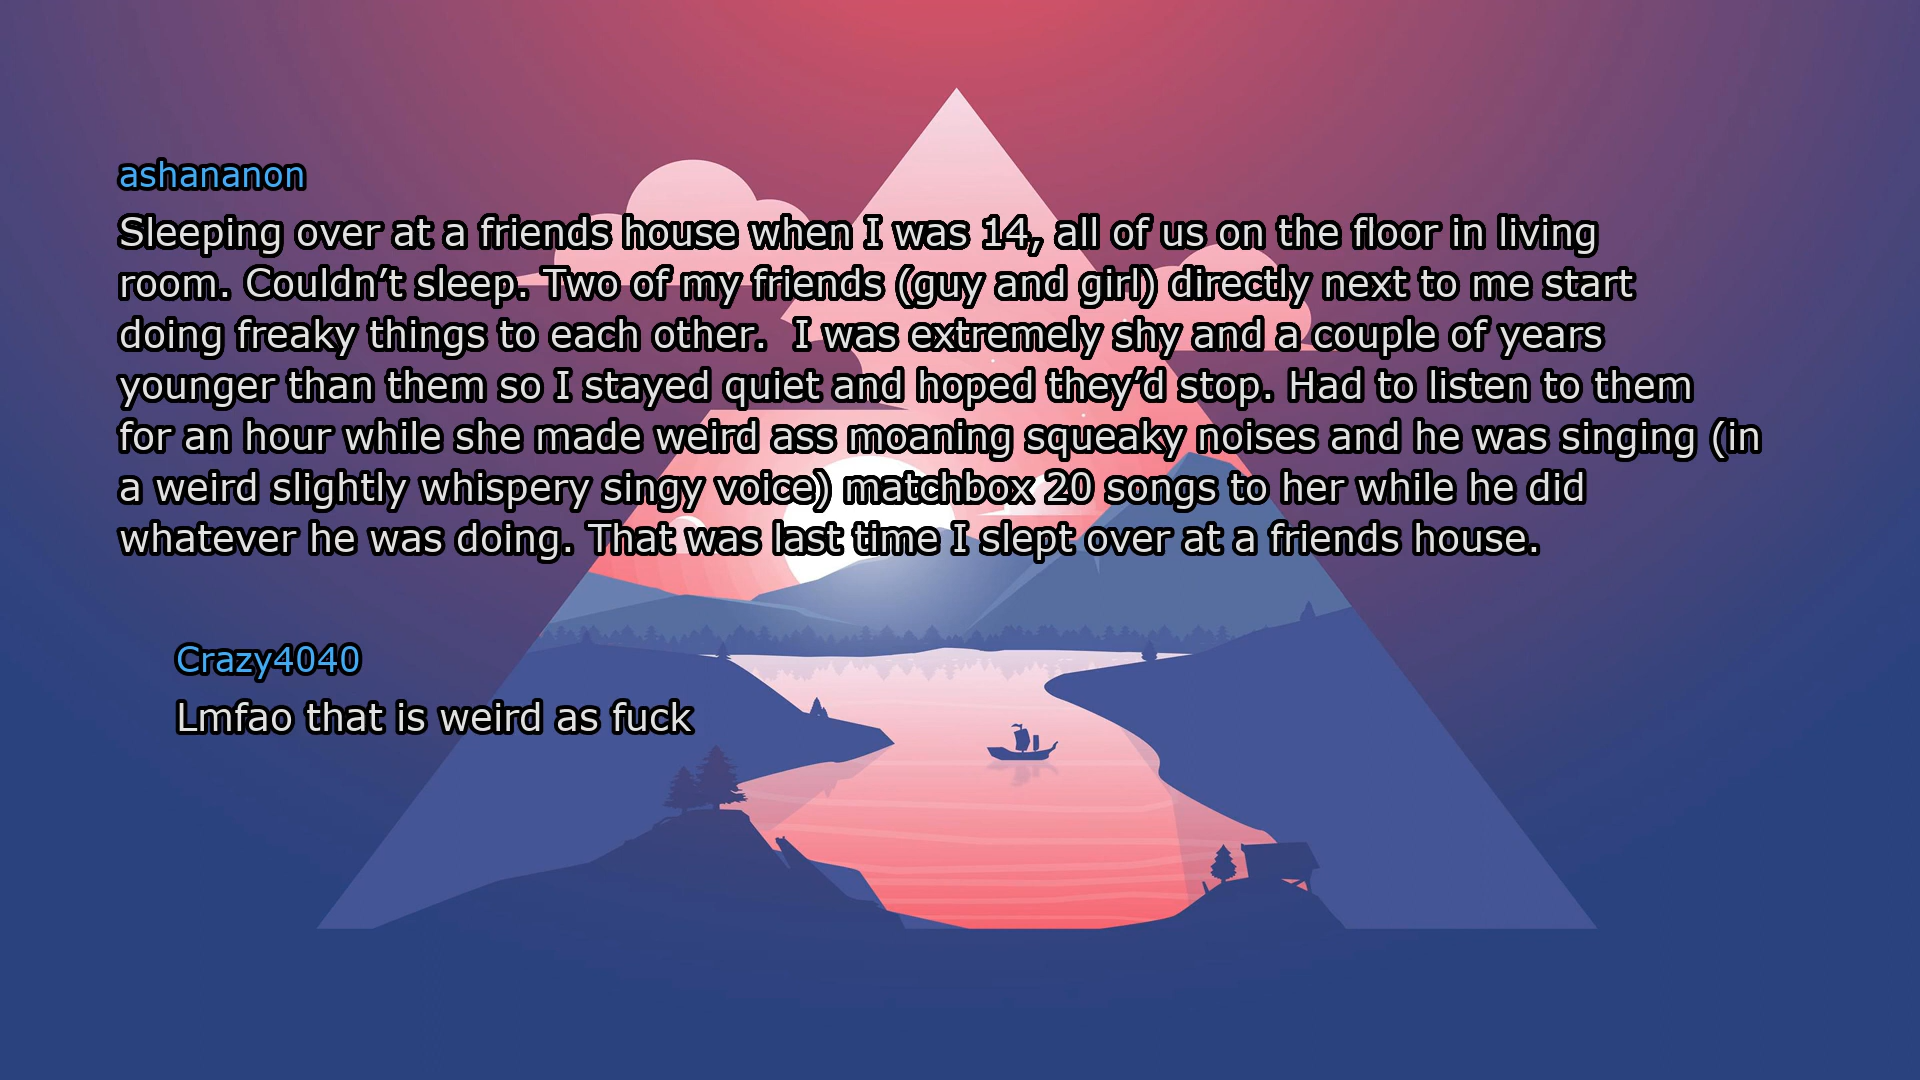 ashananon
Sleeping over at a friends house when I was 14, all of us on the floor in living
room. Couldn’t sleep. Two of my friends (guy and girl) directly next to me start
doing freaky things to each other.  I was extremely shy and a couple of years
younger than them so I stayed quiet and hoped they’d stop. Had to listen to them
for an hour while she made weird ass moaning squeaky noises and he was singing (in
a weird slightly whispery singy voice) matchbox 20 songs to her while he did
whatever he was doing. That was last time I slept over at a friends house.
Crazy4040
Lmfao that is weird as fuck